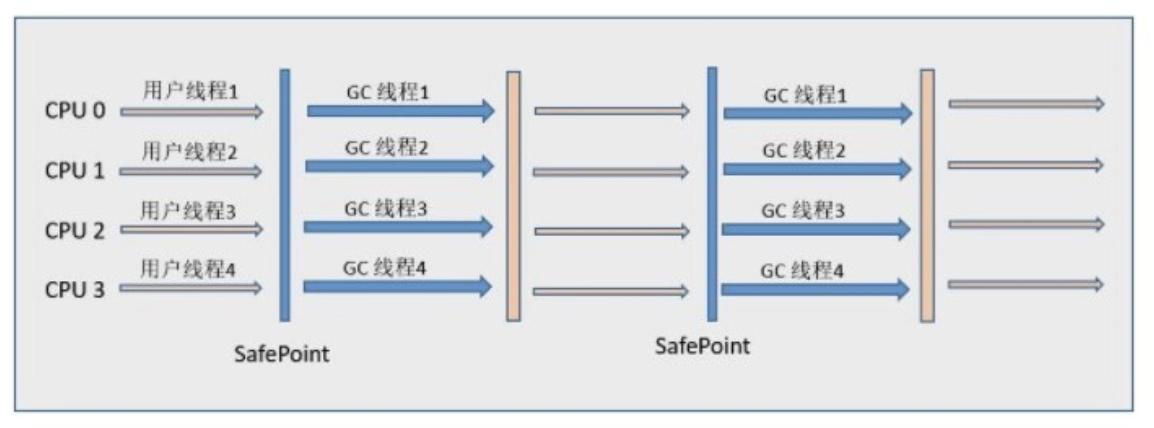 用户线程1
GC 线程1
GC 线程1
CPU 0
用户线程2
GC 线程2
GC 线程2
CPU 1
用户线程3
GC 线程3
GC 线程3
CPU 2
用户线程4
GC 线程4
GC 线程4
CPU 3
SafePoint
SafePoint